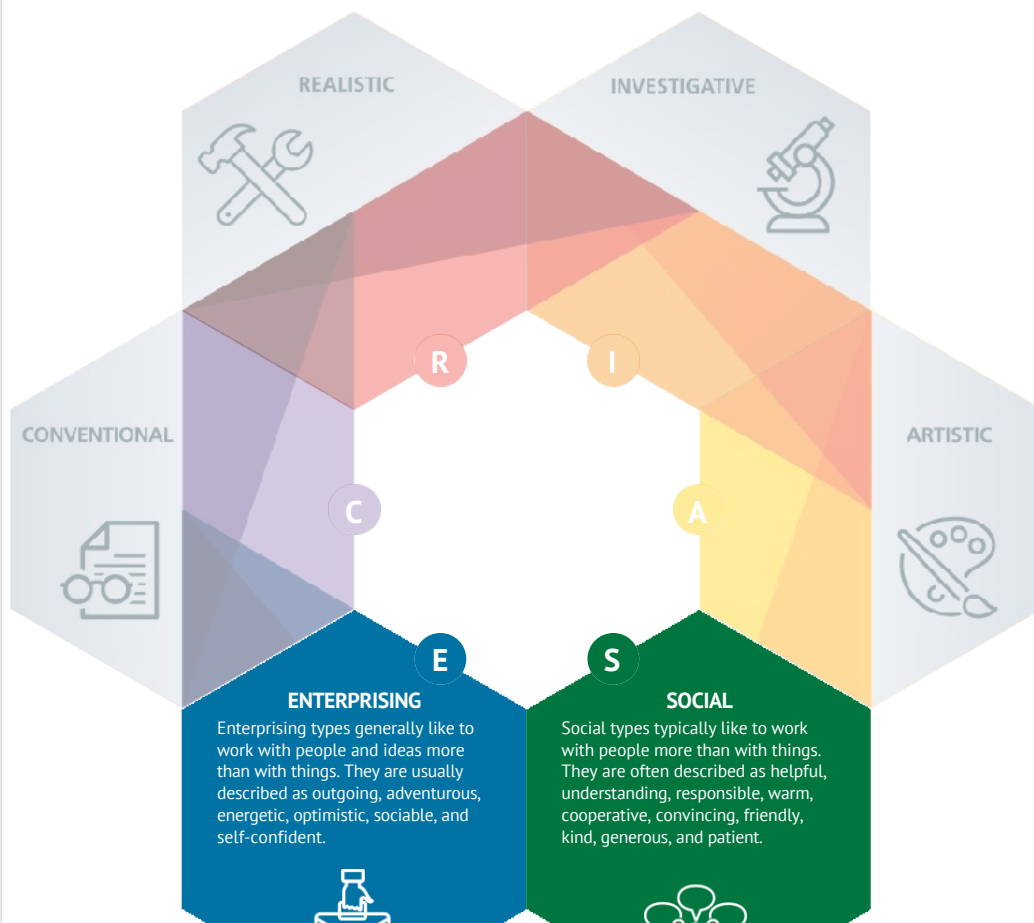 REALISTIC
INVESTIGATIVE
R
I
CONVENTIONAL
ARTISTIC
C
A
E
S
ENTERPRISING
Enterprising types generally like to
work with people and ideas more
than with things. They are usually
described as outgoing, adventurous,
energetic, optimistic, sociable, and
self-confident.
SOCIAL
Social types typically like to work
with people more than with things.
They are often described as helpful,
understanding, responsible, warm,
cooperative, convincing, friendly,
kind, generous, and patient.